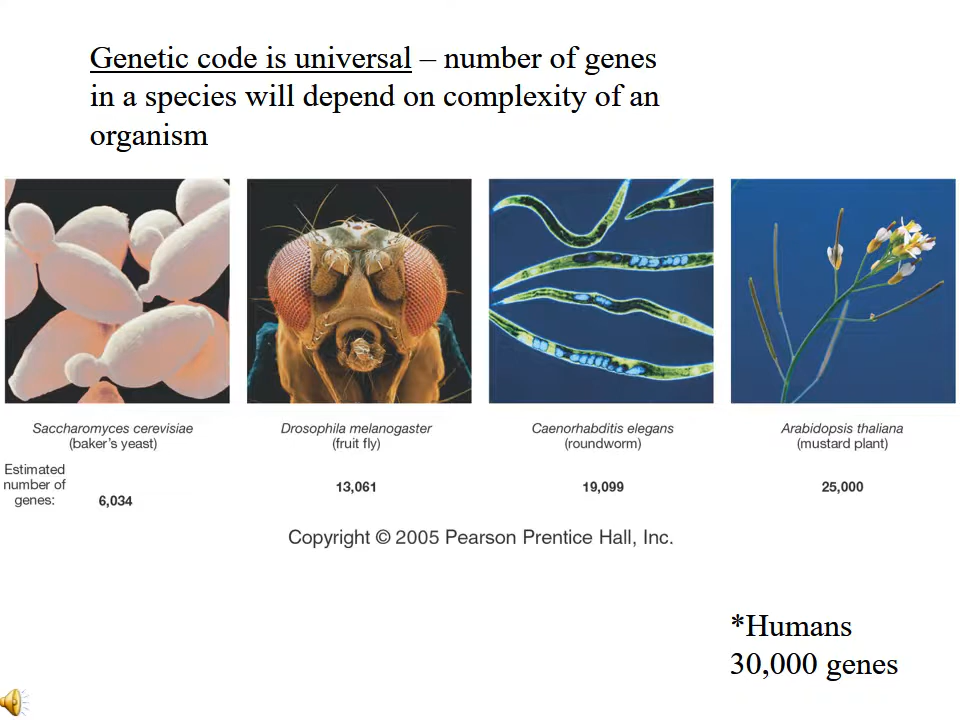 Genetic code is universal – number of genes
in a species will depend on complexity of an
organism
Saccharomyces cerevisiae
(baker's yeast)
Drosophila melanogaster
(fruit fly)
Caenorhabditis elegans
(roundworm)
Arabidopsis thaliana
(mustard plant)
Estimated
number of
genes:
6,034
13,061
19,099
25,000
Copyright © 2005 Pearson Prentice Hall, Inc.
*Humans
30,000 genes